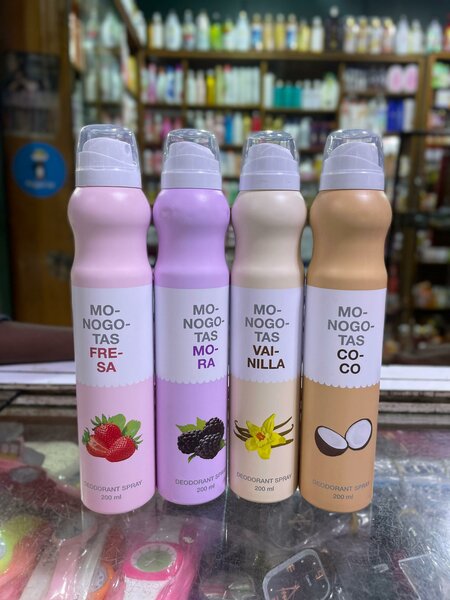 MO-
NOGO-
TAS
FRE-
SA
DEODORANT SPRAY
200 ml
MO-
NOGO-
TAS
MO-
RA
DEODORANT SPRAY
200 ml
MO-
NOGO-
TAS
VAI-
NILLA
DEODORANT SPRAY
200 ml
MO-
NOGO-
TAS
CO-
CO
DEODORANT SPRAY
200 ml